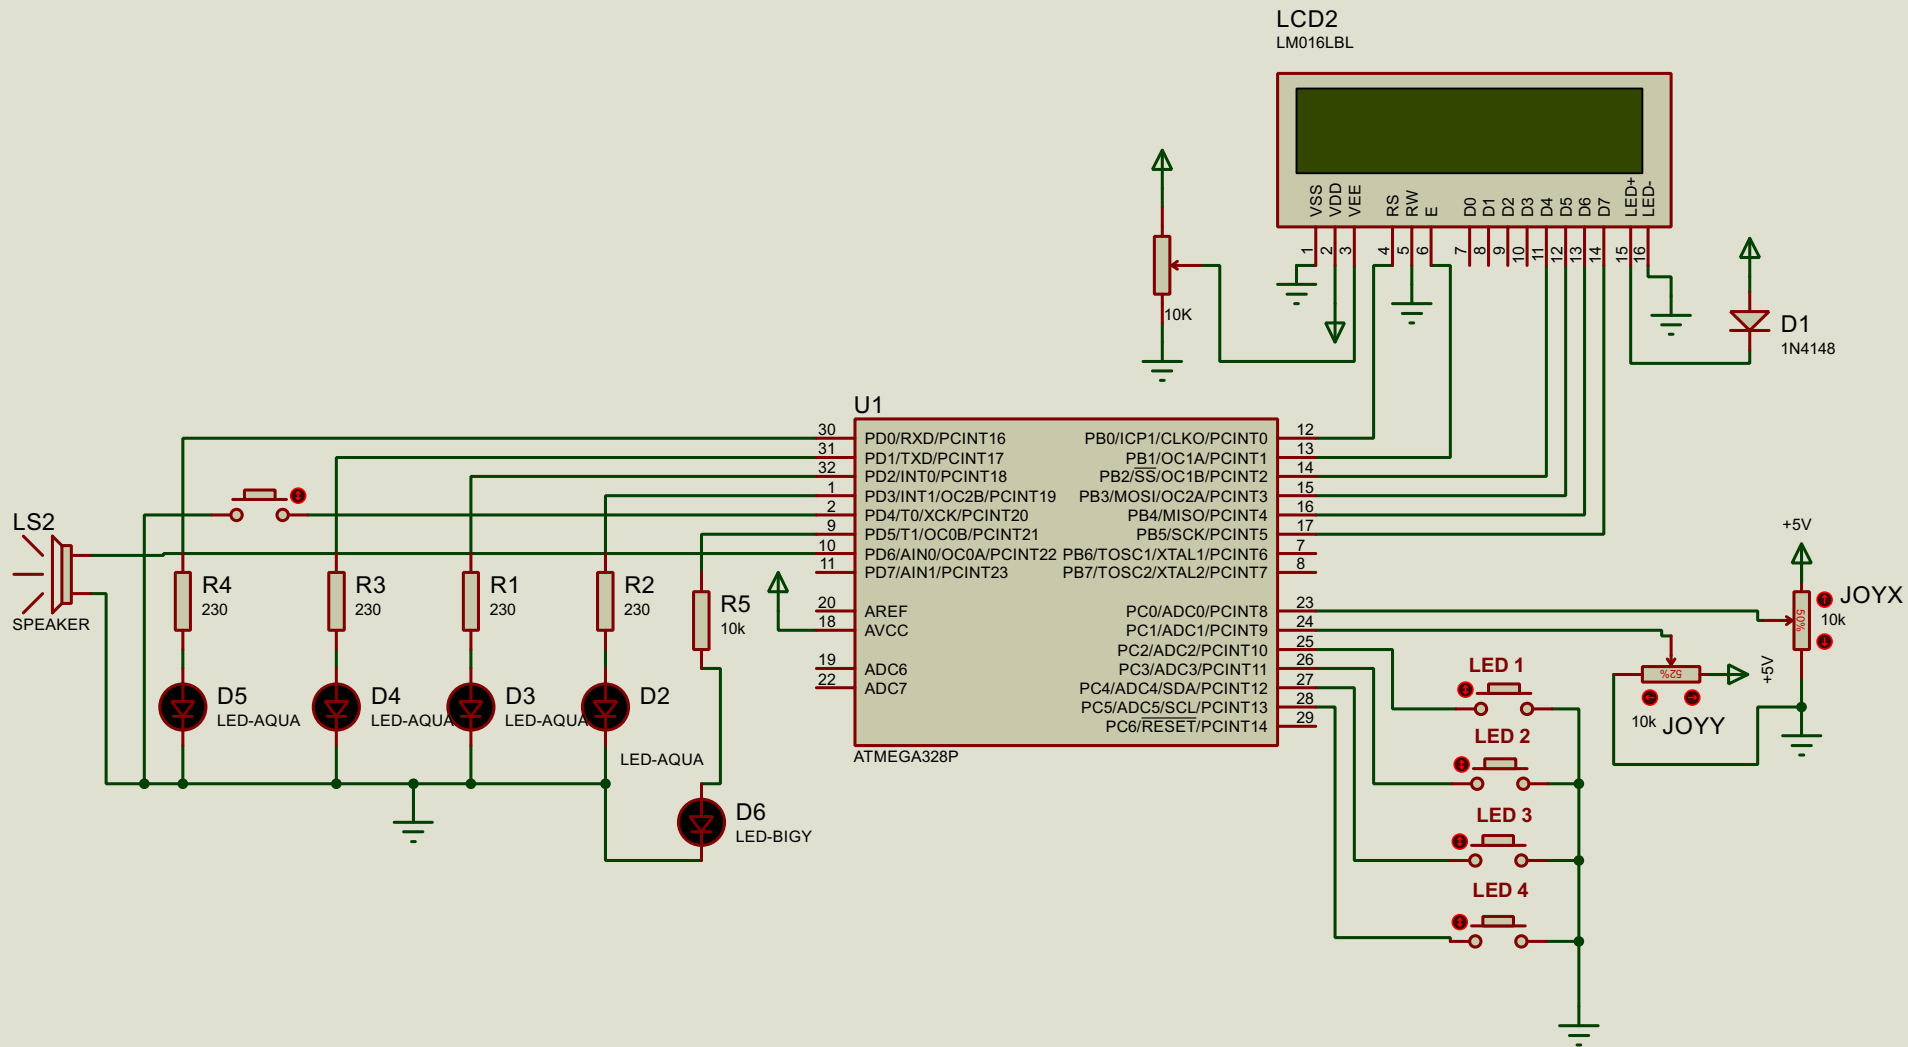 LCD2
LM016LBL
VSS
VDD
VEE
RS
RW
E
D0
D1
D2
D3
D4
D5
D6
D7
LED+
LED-
1
2
3
4
5
6
7
8
9
10
11
12
13
14
15
16
10K
D1
1N4148
U1
30
PD0/RXD/PCINT16
31
PD1/TXD/PCINT17
32
PD2/INT0/PCINT18
1
PD3/INT1/OC2B/PCINT19
2
PD4/T0/XCK/PCINT20
9
PD5/T1/OC0B/PCINT21
10
PD6/AIN0/OC0A/PCINT22
11
PD7/AIN1/PCINT23
20
AREF
18
AVCC
19
ADC6
22
ADC7
PB0/ICP1/CLKO/PCINT0
12
PB1/OC1A/PCINT1
13
PB2/SS/OC1B/PCINT2
14
PB3/MOSI/OC2A/PCINT3
15
PB4/MISO/PCINT4
16
PB5/SCK/PCINT5
17
PB6/TOSC1/XTAL1/PCINT6
7
PB7/TOSC2/XTAL2/PCINT7
8
PC0/ADC0/PCINT8
23
PC1/ADC1/PCINT9
24
PC2/ADC2/PCINT10
25
PC3/ADC3/PCINT11
26
PC4/ADC4/SDA/PCINT12
27
PC5/ADC5/SCL/PCINT13
28
PC6/RESET/PCINT14
29
ATMEGA328P
LS2
SPEAKER
R4
230
R3
230
R1
230
R2
230
R5
10k
D5
LED-AQUA
D4
LED-AQUA
D3
LED-AQUA
D2
LED-AQUA
D6
LED-BIGY
+5V
JOYX
10k
50%
+5V
52%
10k
JOYY
LED 1
LED 2
LED 3
LED 4